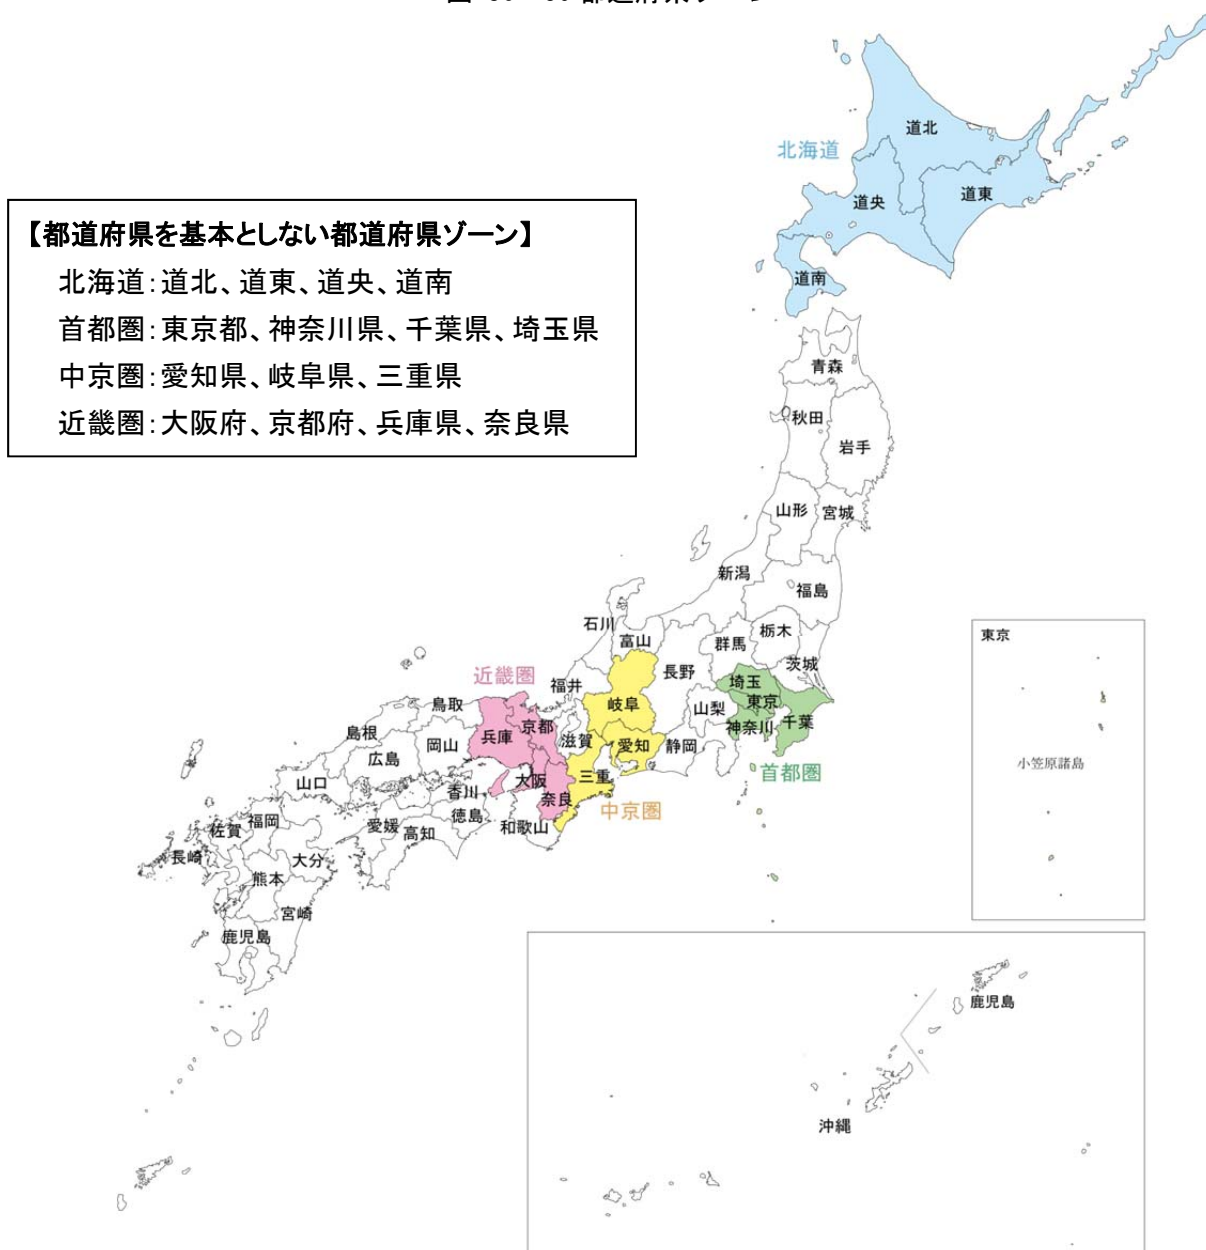 北海道
道北
道東
道央
道南
【都道府県を基本としない都道府県ゾーン】
北海道：道北、道東、道央、道南
首都圏：東京都、神奈川県、千葉県、埼玉県
中京圏：愛知県、岐阜県、三重県
近畿圏：大阪府、京都府、兵庫県、奈良県
青森
秋田
岩手
山形
宮城
新潟
福島
石川
富山
群馬
栃木
茨城
長野
近畿圏
福井
埼玉
東京
岐阜
山梨
神奈川
千葉
鳥取
京都
兵庫
滋賀
愛知
静岡
島根
広島
岡山
首都圏
山口
大阪
三重
香川
奈良
中京圏
佐賀
福岡
愛媛
高知
徳島
和歌山
長崎
大分
熊本
宮崎
鹿児島
東京
小笠原諸島
鹿児島
沖縄